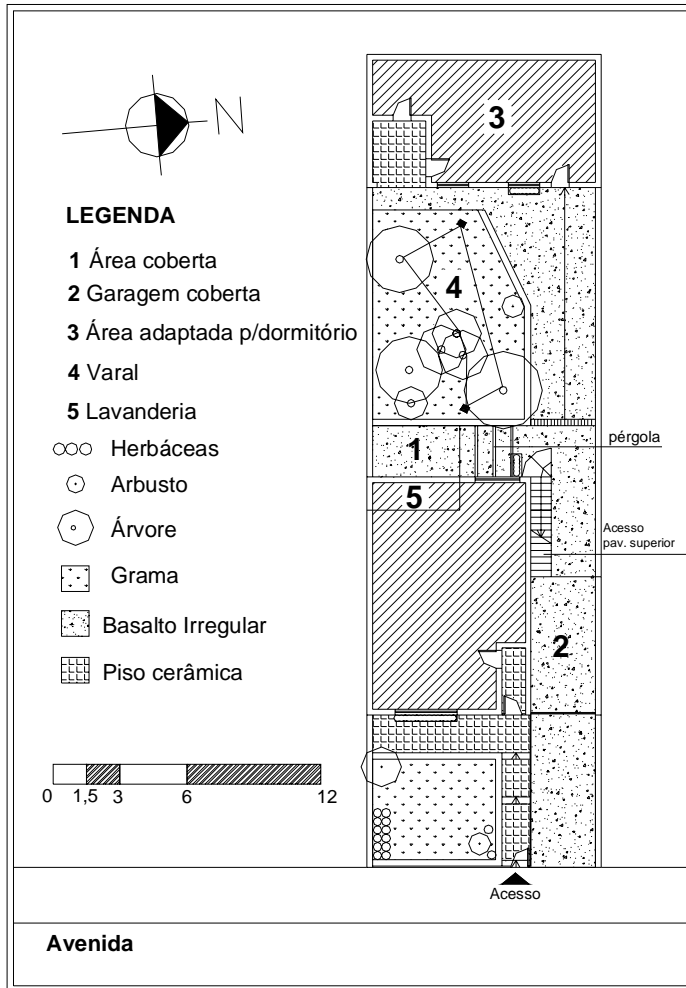 N
LEGENDA
1 Área coberta
2 Garagem coberta
3 Área adaptada p/dormitório
4 Varal
5 Lavanderia
Herbáceas
Arbusto
Árvore
Grama
Basalto Irregular
Piso cerâmica
0 1,5 3 6 12
3
4
1
pérgola
5
Acesso
pav. superior
2
Acesso
Avenida